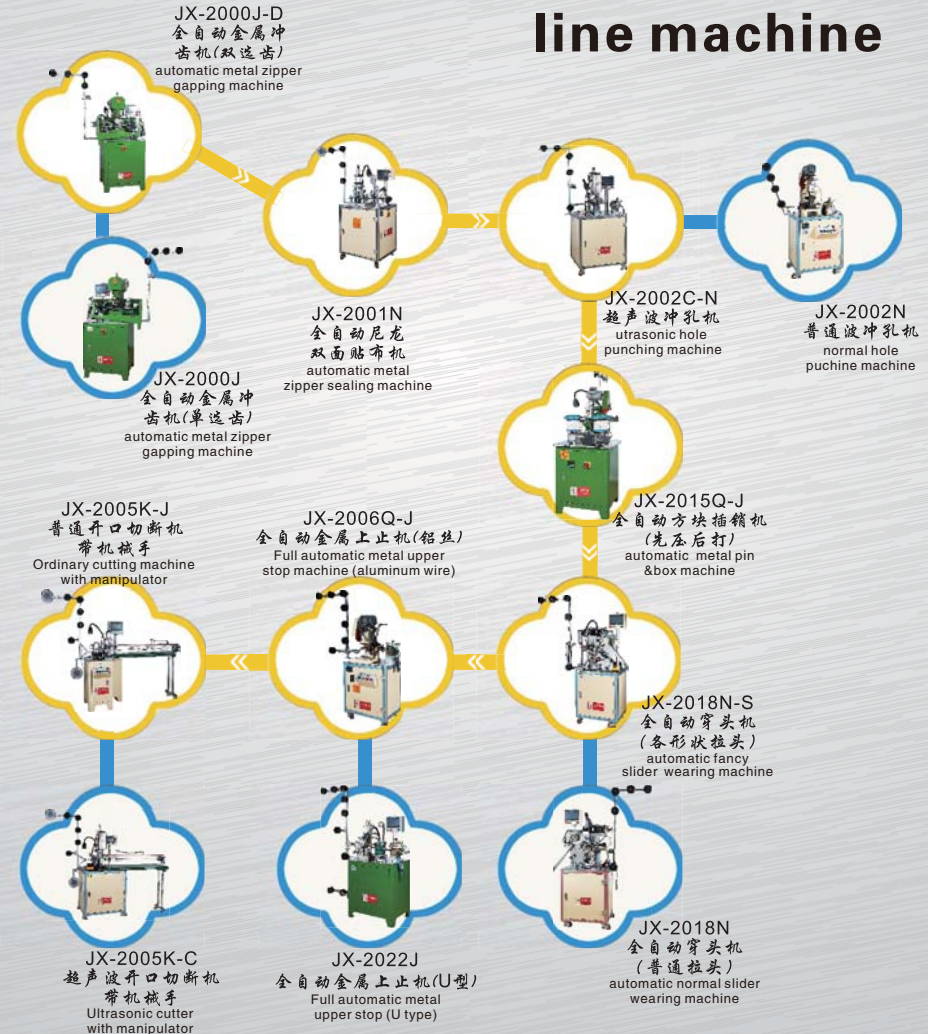 line machine
JX-2000J-D
全自动金属冲
齿机(双选齿)
automatic metal zipper
gapping machine
JX-2001N
全自动尼龙
双面贴布机
automatic metal
zipper sealing machine
JX-2002C-N
超声波冲孔机
utrasonic hole
punching machine
JX-2002N
普通波冲孔机
normal hole
puchine machine
JX-2000J
全自动金属冲
齿机(单选齿)
automatic metal zipper
gapping machine
JX-2015Q-J
全自动方块插销机
(先压后打)
automatic metal pin
&box machine
JX-2005K-J
普通开口切断机
带机械手
Ordinary cutting machine
with manipulator
JX-2006Q-J
全自动金属上止机(铝丝)
Full automatic metal upper
stop machine (aluminum wire)
JX-2018N-S
全自动穿头机
(各形状拉头)
automatic fancy
slider wearing machine
JX-2005K-C
超声波开口切断机
带机械手
Ultrasonic cutter
with manipulator
JX-2022J
全自动金属上止机(U型)
Full automatic metal
upper stop (U type)
JX-2018N
全自动穿头机
(普通拉头)
automatic normal slider
wearing machine